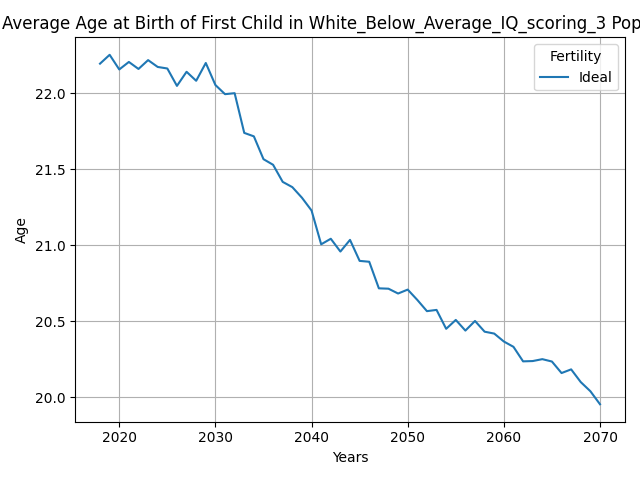 Average Age at Birth of First Child in White_Below_Average_IQ_scoring_3 Pop
Fertility
Ideal
22.0
21.5
21.0
20.5
20.0
Age
2020 2030 2040 2050 2060 2070
Years